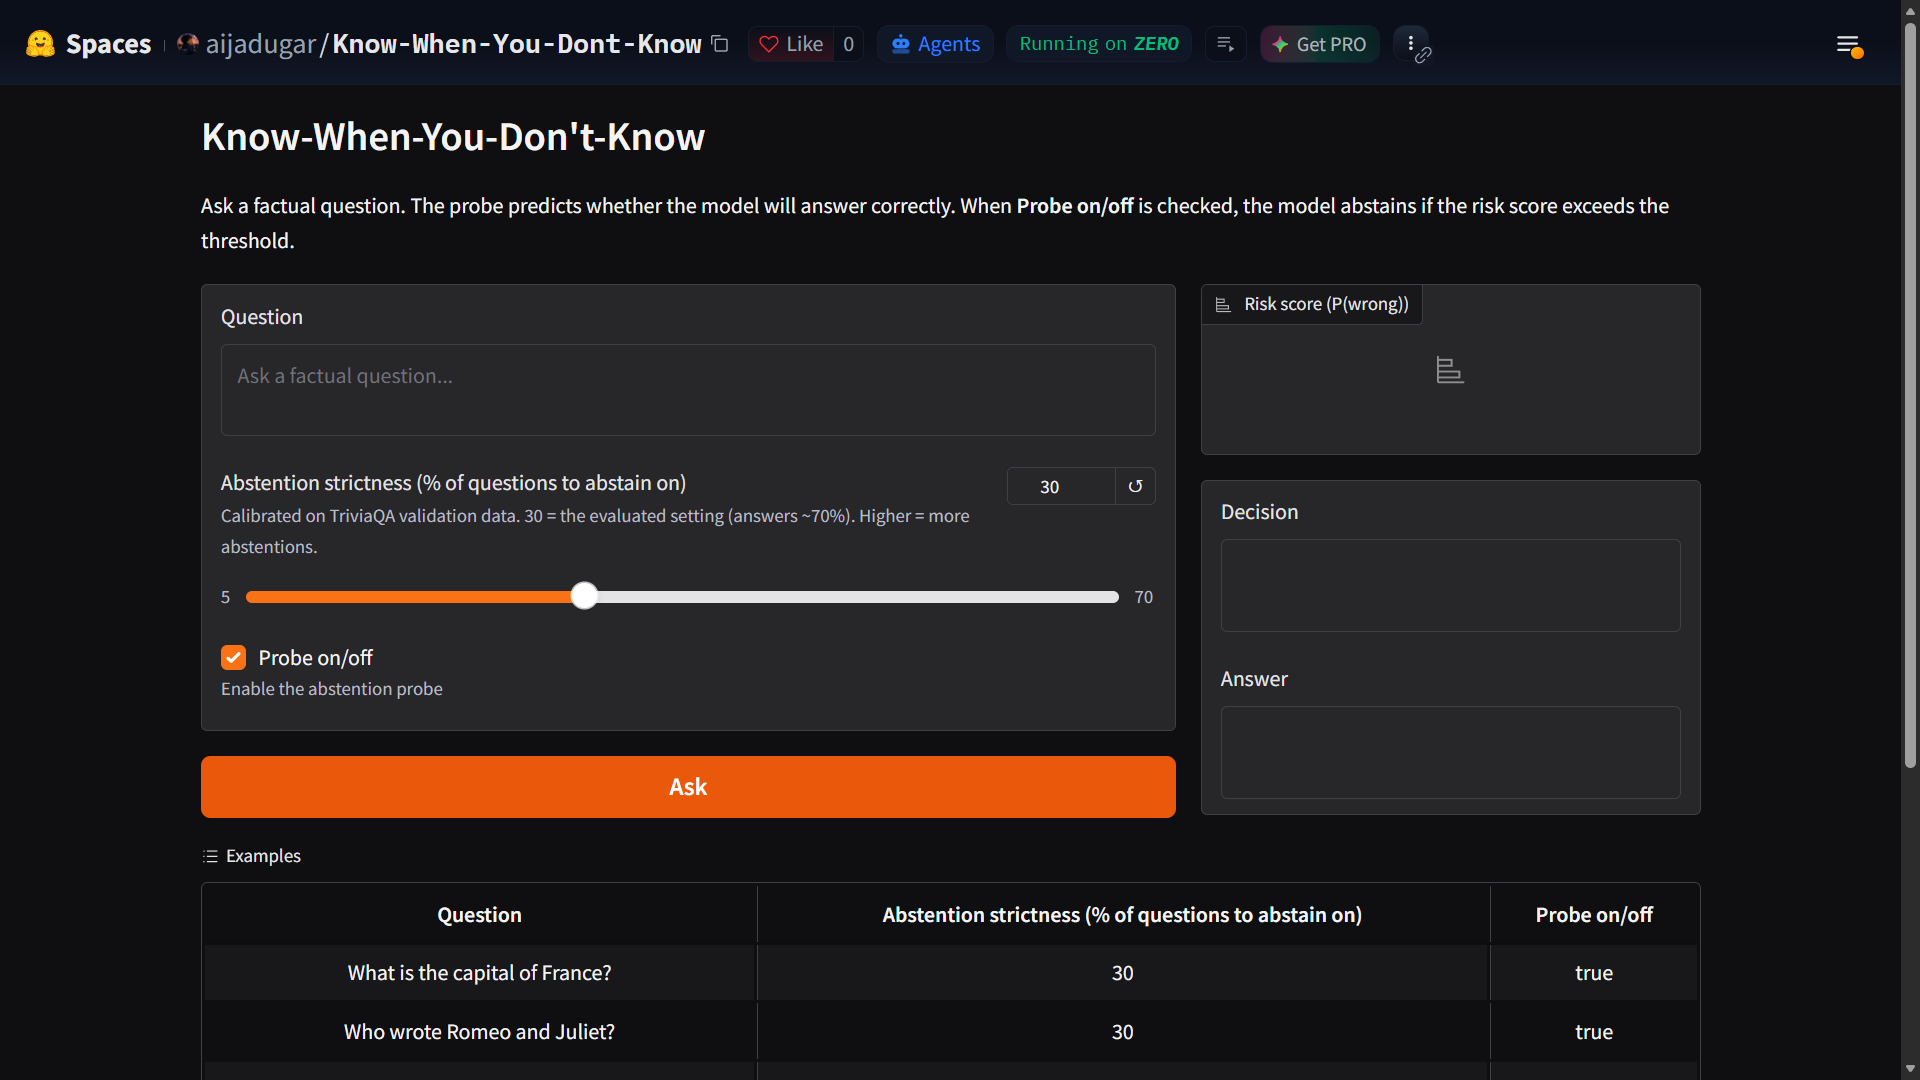 Spaces
aijadugar/Know-When-You-Dont-Know
Like 0
Agents
Running on ZERO
Get PRO
Know-When-You-Don't-Know
Ask a factual question. The probe predicts whether the model will answer correctly. When Probe on/off is checked, the model abstains if the risk score exceeds the
threshold.
Question
Ask a factual question...
Abstention strictness (% of questions to abstain on)
30
Calibrated on TriviaQA validation data. 30 = the evaluated setting (answers ~70%). Higher = more
abstentions.
5
70
Probe on/off
Enable the abstention probe
Ask
Risk score (P(wrong))
Decision
Answer
Examples
Question Abstention strictness (% of questions to abstain on) Probe on/off
What is the capital of France? 30 true
Who wrote Romeo and Juliet? 30 true